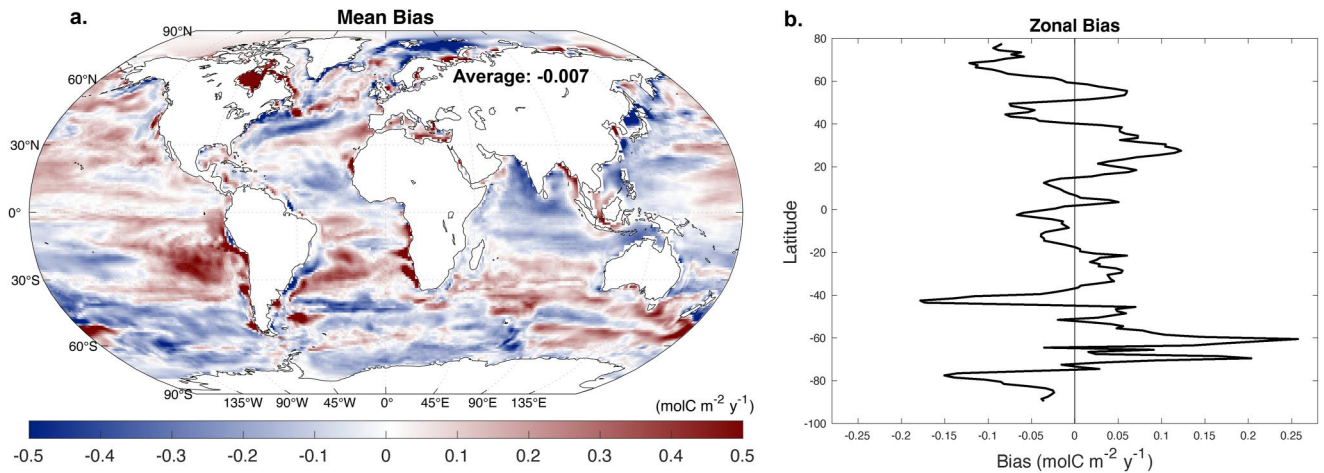 a.
Mean Bias
90°N
60°N
30°N
0°
30°S
60°S
90°S
Average: -0.007
135°W 90°W 45°W 0° 45°E 90°E 135°E
(molC m-2 y-1)
-0.5 -0.4 -0.3 -0.2 -0.1 0 0.1 0.2 0.3 0.4 0.5
b.
Zonal Bias
Latitude
80
60
40
20
0
-20
-40
-60
-80
-100
-0.25 -0.2 -0.15 -0.1 -0.05 0 0.05 0.1 0.15 0.2 0.25
Bias (molC m-2 y-1)